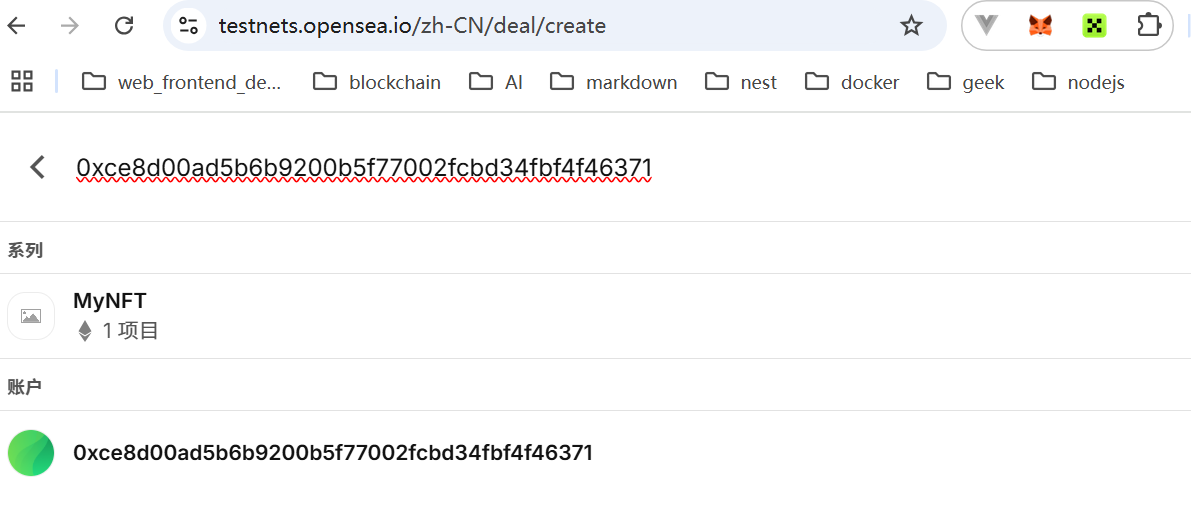 testnets.opensea.io/zh-CN/deal/create
web_frontend_de...
blockchain
AI
markdown
nest
docker
geek
nodejs
0xce8d00ad5b6b9200b5f77002fcbd34fbf4f46371
系列
MyNFT
1 项目
账户
0xce8d00ad5b6b9200b5f77002fcbd34fbf4f46371